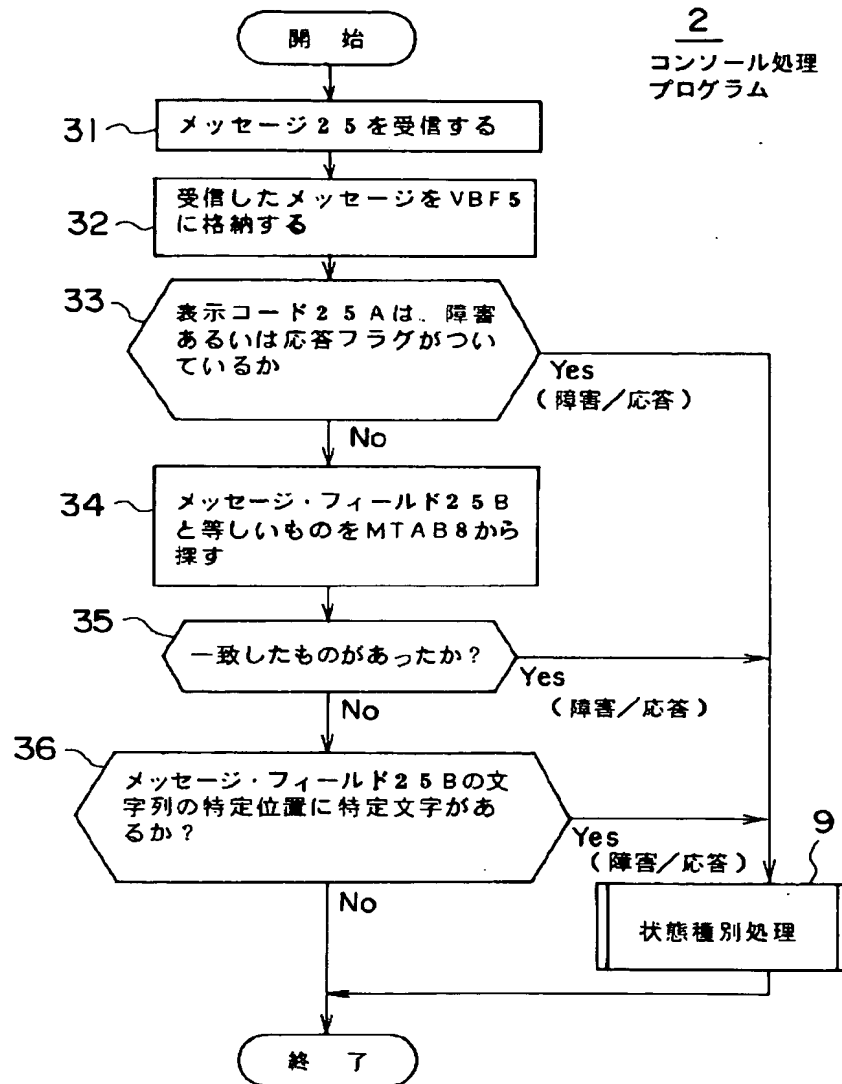 開始
2
コンソール処理
プログラム
31
メッセージ25を受信する
32
受信したメッセージをVBF5
に格納する
33
表示コード25Aは、障害
あるいは応答フラグがつい
ているか
Yes
(障害/応答)
No
34
メッセージ・フィールド25B
と等しいものをMTAB8から
探す
35
一致したものがあったか?
Yes
(障害/応答)
No
36
メッセージ・フィールド25Bの文
字列の特定位置に特定文字があ
るか?
Yes
(障害/応答)
No
9
状態種別処理
終了